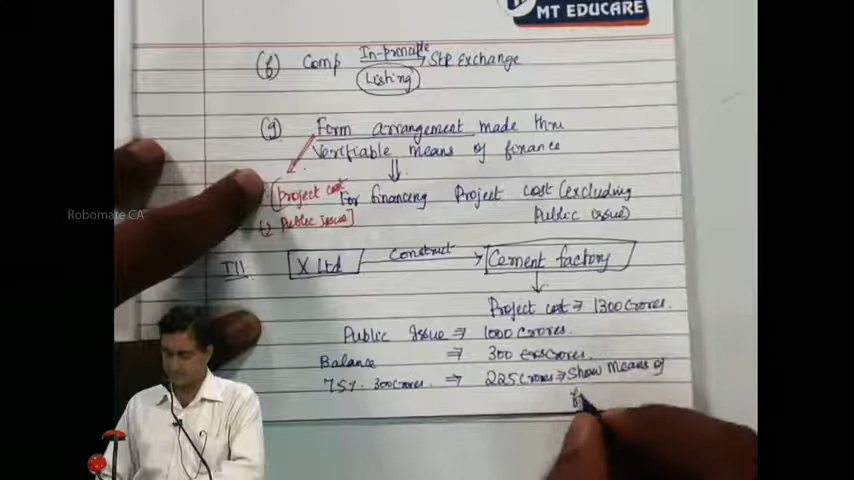 MT EDUCARE
(f) Comp In-principle Stk Exchange
Listing
(g) Firm arrangement made thru
Verifiable means of finance
[Project cost For financing Project cost (excluding
(-) Public Issue] Public issue)
Ill X Ltd Construct Cement factory
Project cost ⇒ 1300 Crores.
Public Issue ⇒ 1000 Crores.
Balance ⇒ 300 Crores.
75% 300 Crores. ⇒ 225 Crores ⇒ Show Means of
Robomate CA